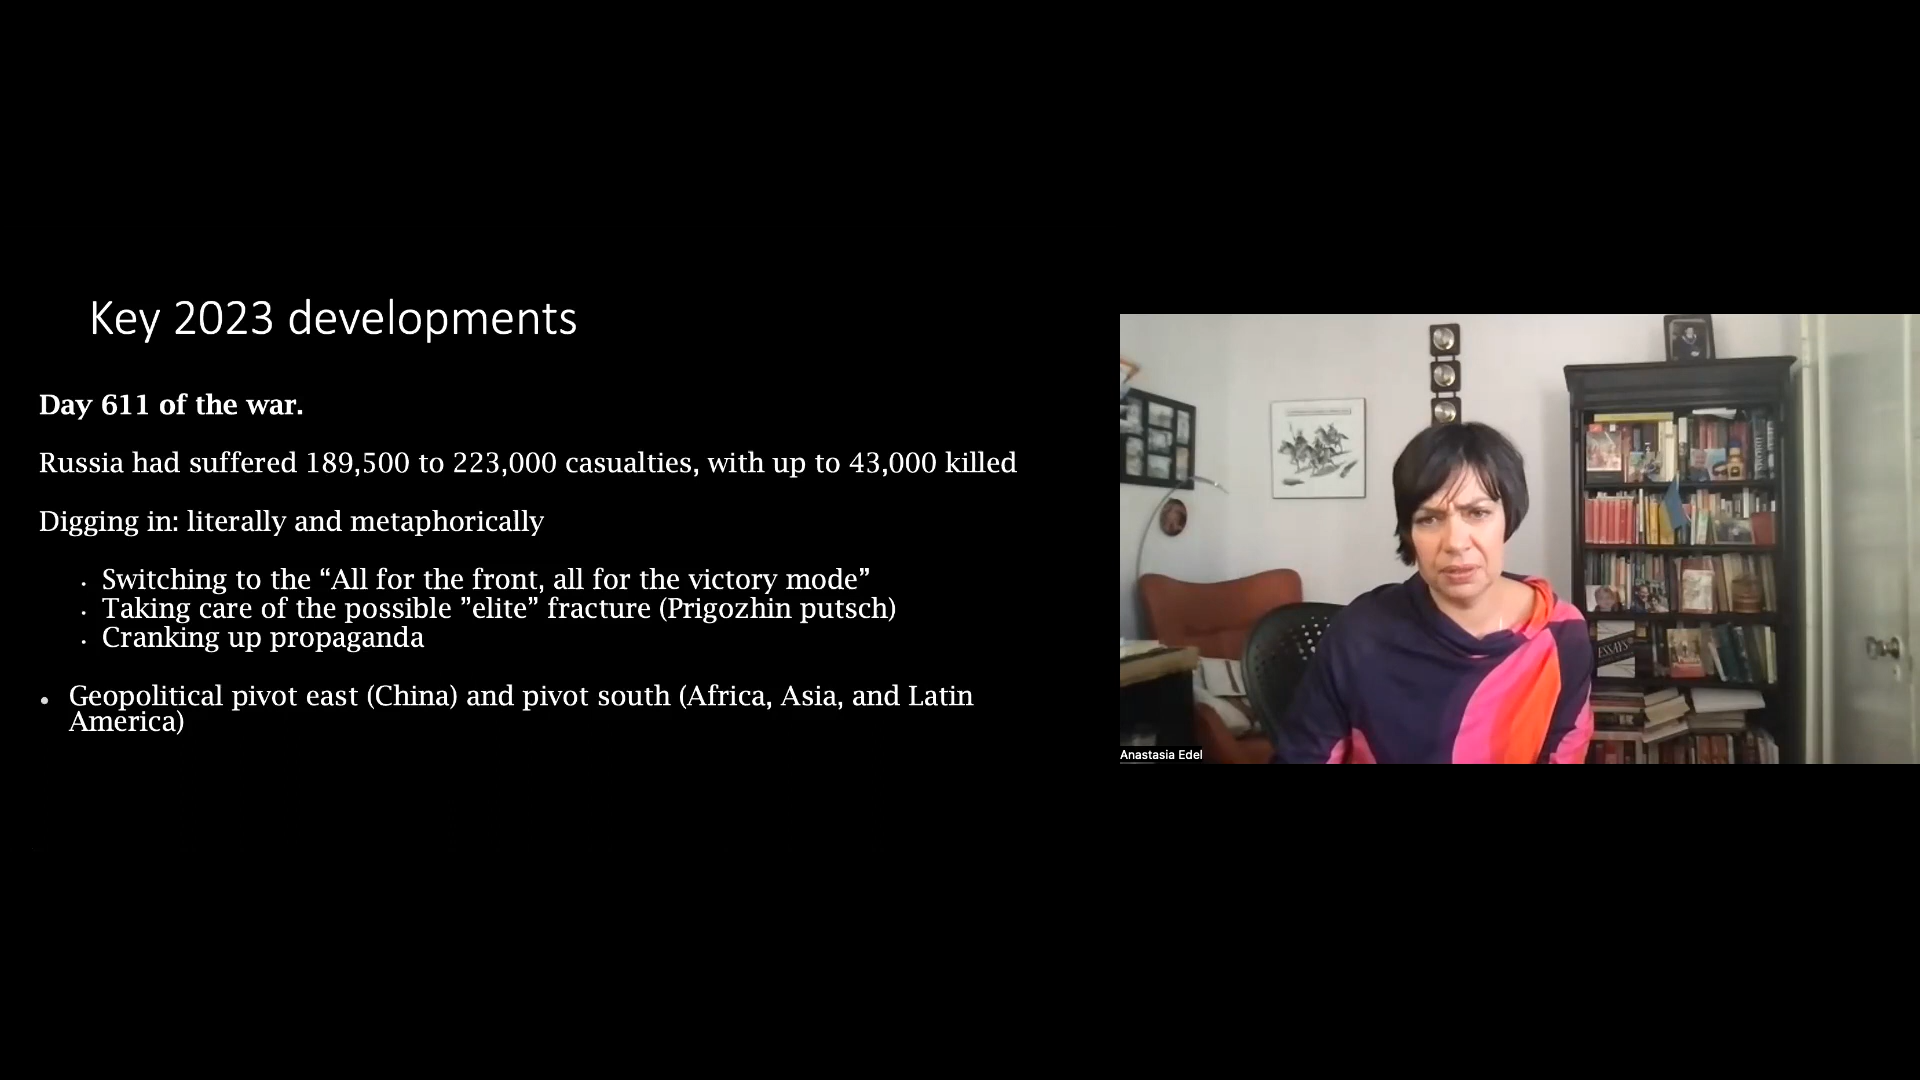 Key 2023 developments
Day 611 of the war.
Russia had suffered 189,500 to 223,000 casualties, with up to 43,000 killed
Digging in: literally and metaphorically
· Switching to the “All for the front, all for the victory mode”
· Taking care of the possible ”elite” fracture (Prigozhin putsch)
· Cranking up propaganda
• Geopolitical pivot east (China) and pivot south (Africa, Asia, and Latin
America)
ESSAYS
Anastasia Edel